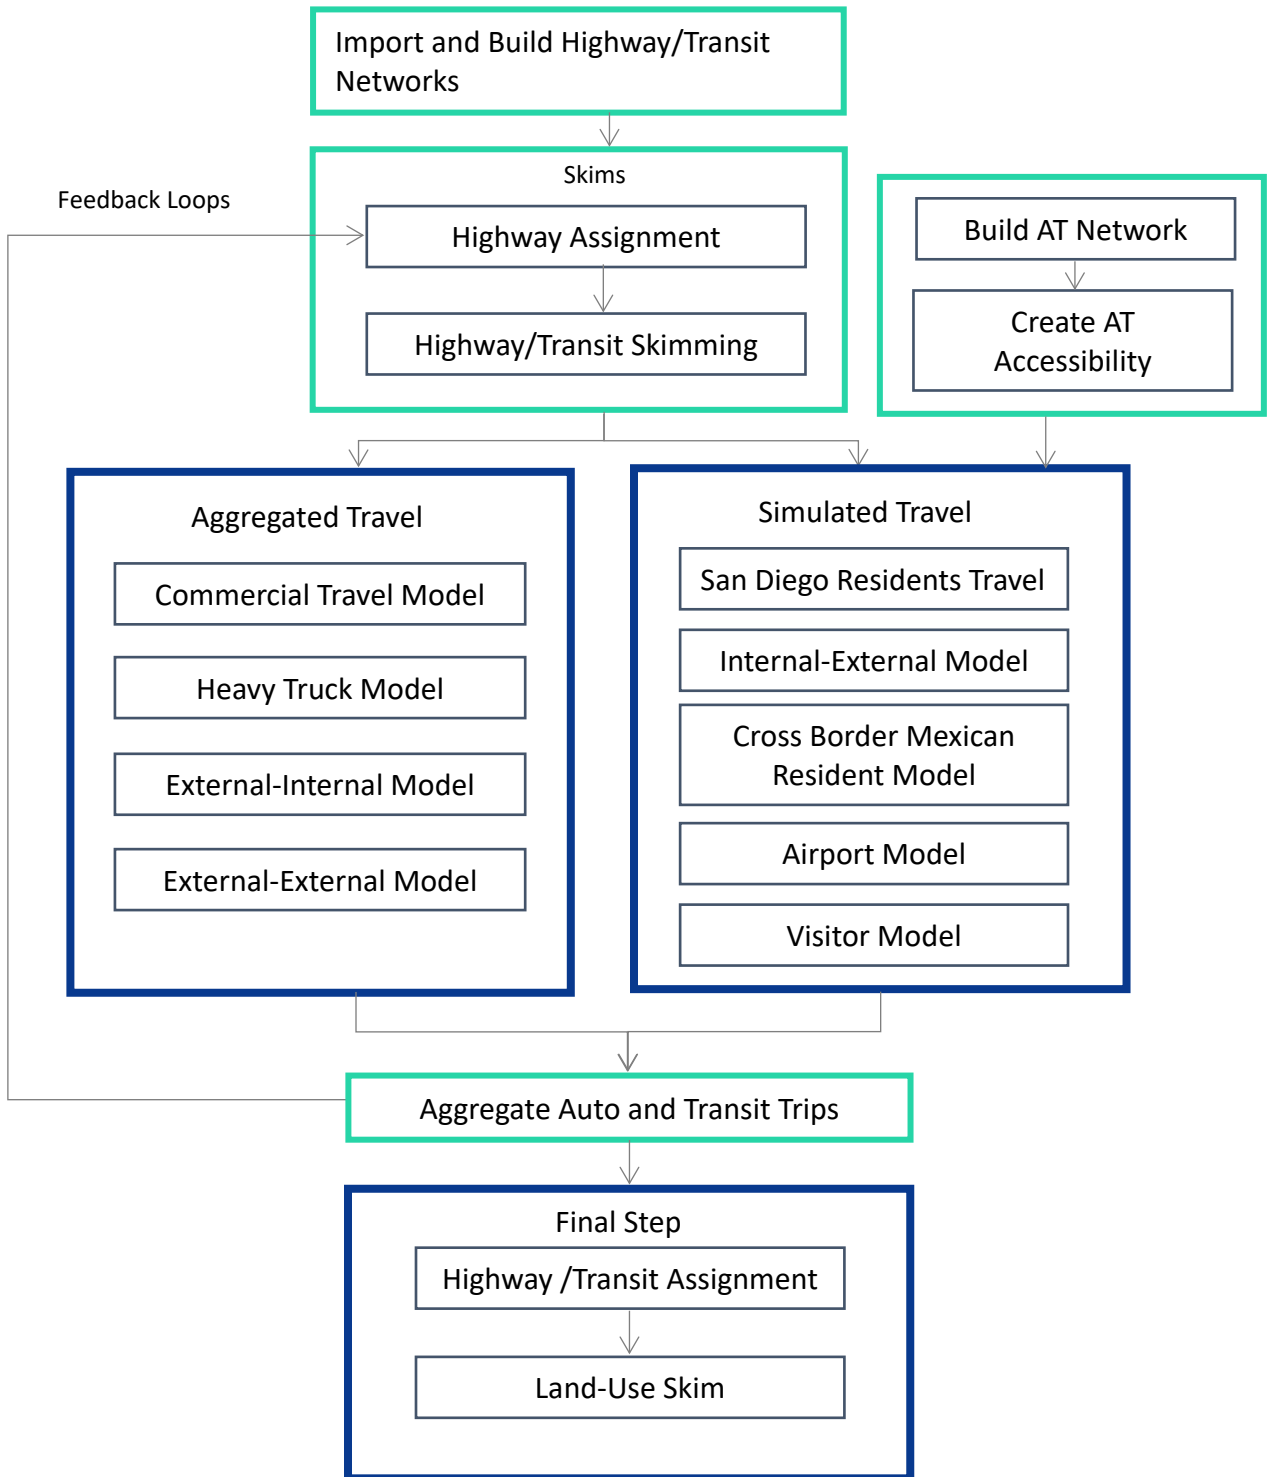 Import and Build Highway/Transit
Networks
Skims
Feedback Loops
Highway Assignment
Highway/Transit Skimming
Build AT Network
Create AT
Accessibility
Aggregated Travel
Commercial Travel Model
Heavy Truck Model
External-Internal Model
External-External Model
Simulated Travel
San Diego Residents Travel
Internal-External Model
Cross Border Mexican
Resident Model
Airport Model
Visitor Model
Aggregate Auto and Transit Trips
Final Step
Highway /Transit Assignment
Land-Use Skim